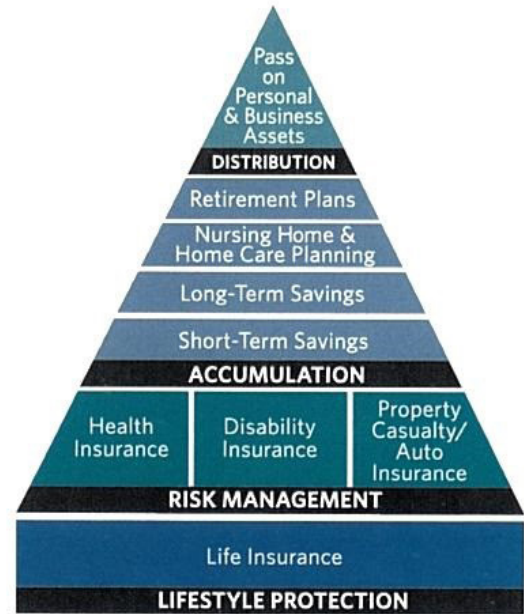 Pass
on
Personal
& Business
Assets
DISTRIBUTION
Retirement Plans
Nursing Home &
Home Care Planning
Long-Term Savings
Short-Term Savings
ACCUMULATION
Health
Insurance
Disability
Insurance
Property
Casualty/
Auto
Insurance
RISK MANAGEMENT
Life Insurance
LIFESTYLE PROTECTION